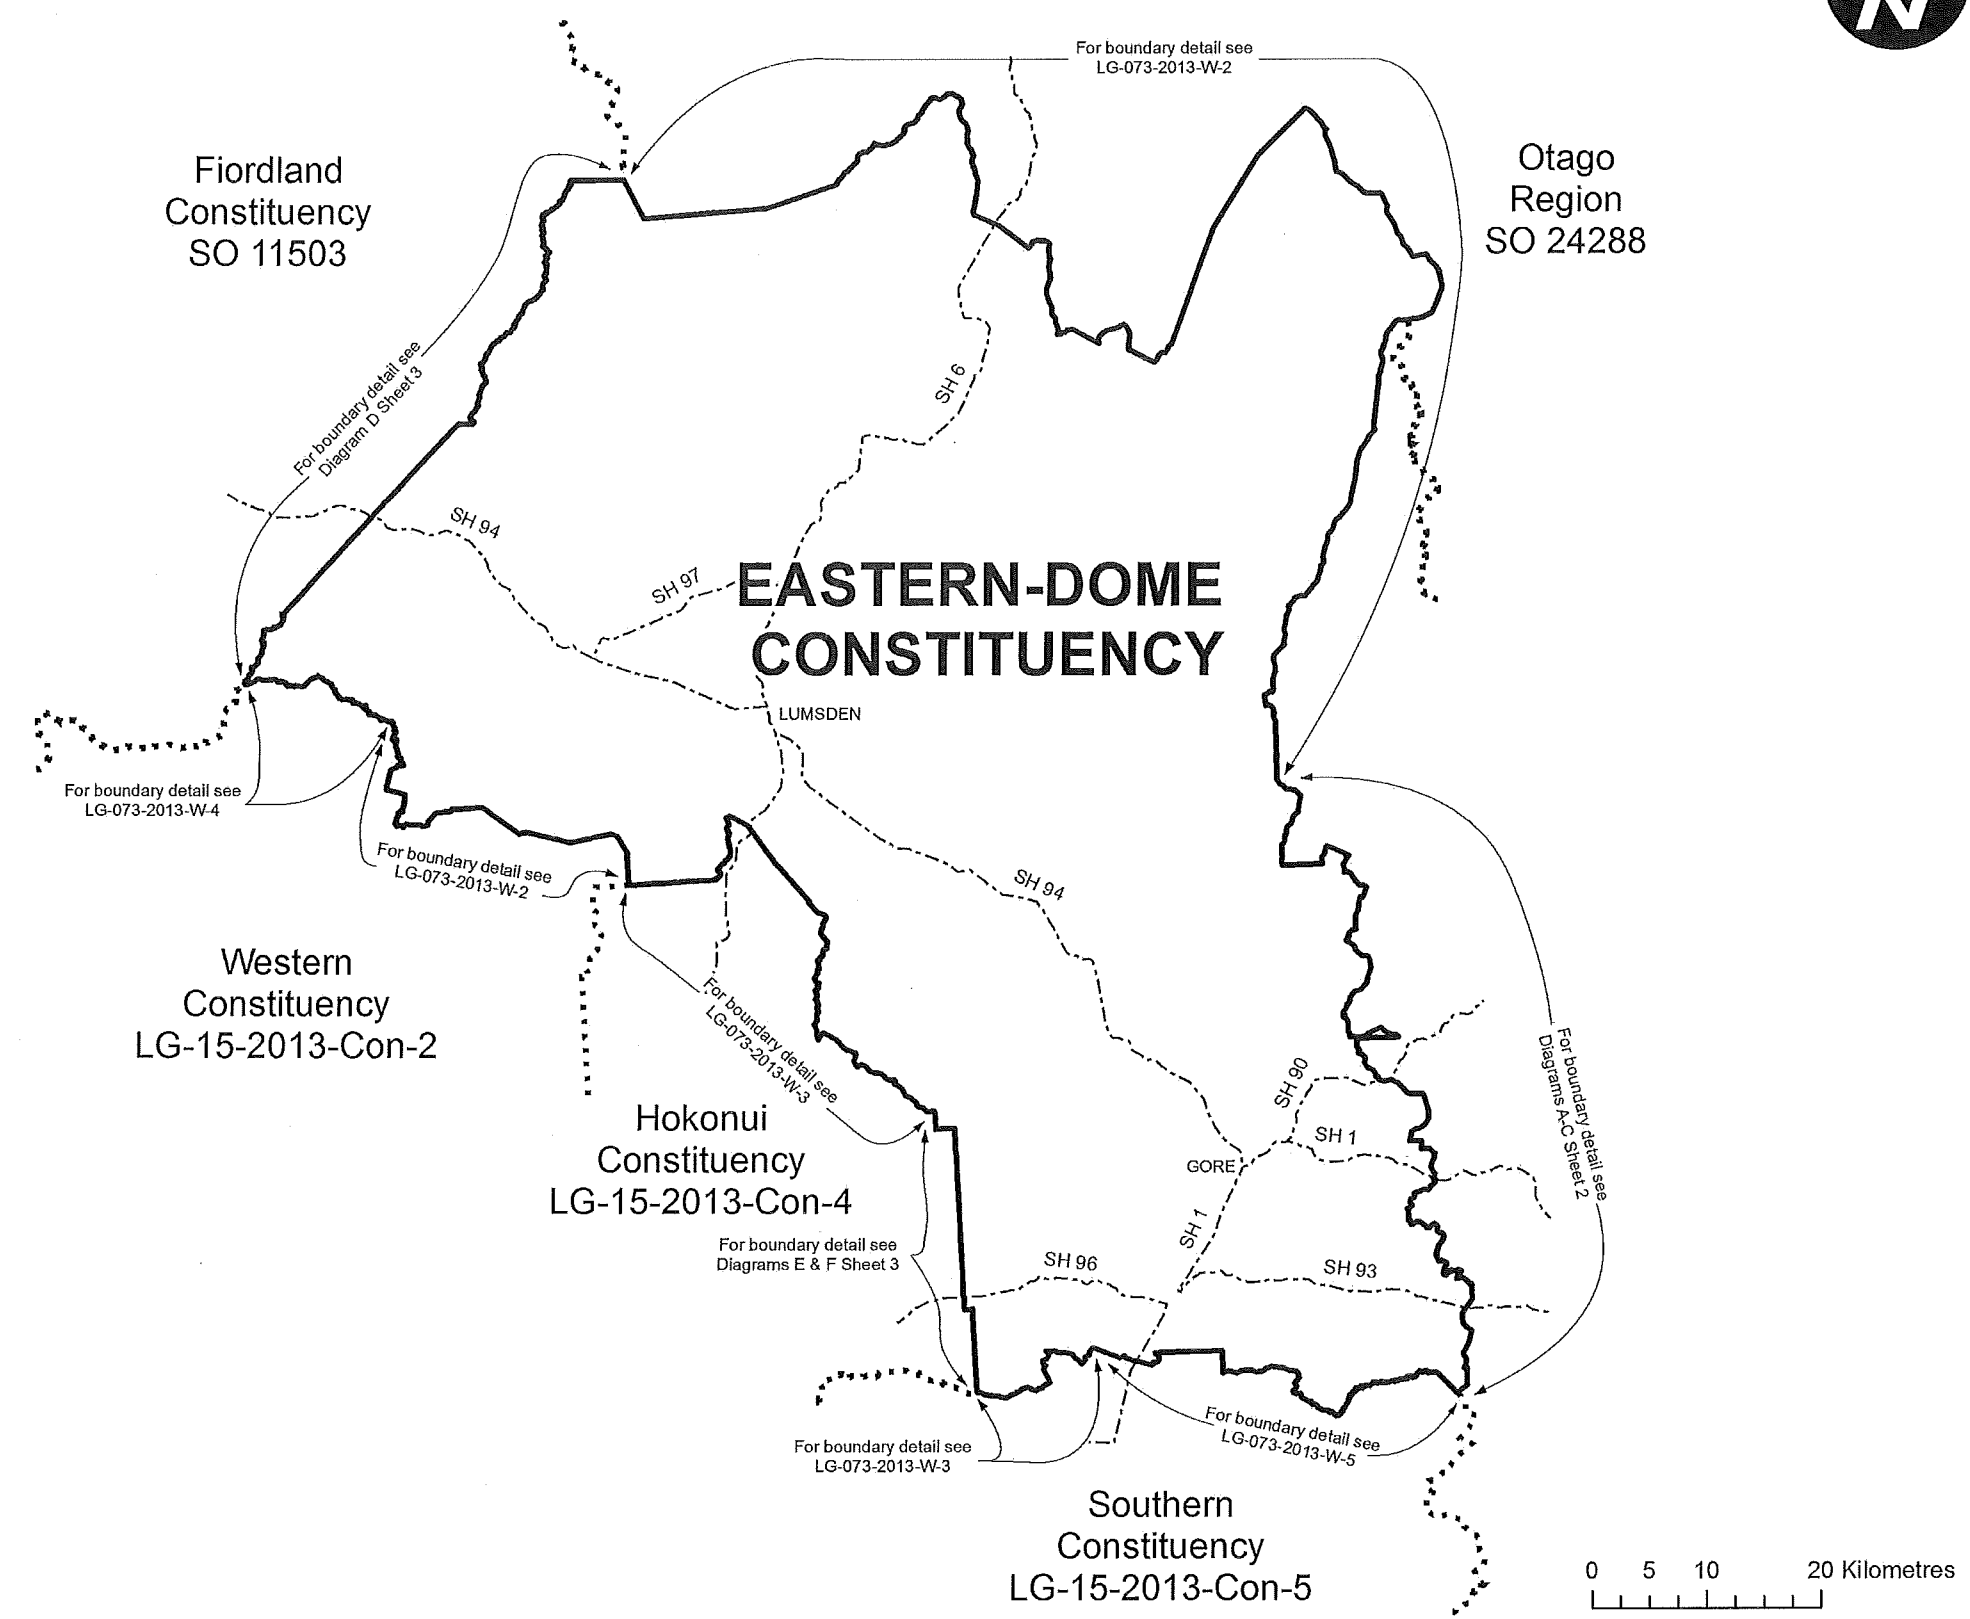 N
For boundary detail see
LG-073-2013-W-2
Fiordland
Constituency
SO 11503
Otago
Region
SO 24288
For boundary detail see
Diagram D Sheet 3
SH 6
SH 94
SH 97
EASTERN-DOME
CONSTITUENCY
LUMSDEN
For boundary detail see
LG-073-2013-W-4
For boundary detail see
LG-073-2013-W-2
SH 94
Western
Constituency
LG-15-2013-Con-2
For boundary detail see
LG-073-2013-W-3
For boundary detail see
Diagrams A-C Sheet 2
SH 90
Hokonui
Constituency
LG-15-2013-Con-4
SH 1
GORE
SH 1
For boundary detail see
Diagrams E & F Sheet 3
SH 96
SH 93
For boundary detail see
LG-073-2013-W-3
For boundary detail see
LG-073-2013-W-5
Southern
Constituency
LG-15-2013-Con-5
0 5 10 20 Kilometres